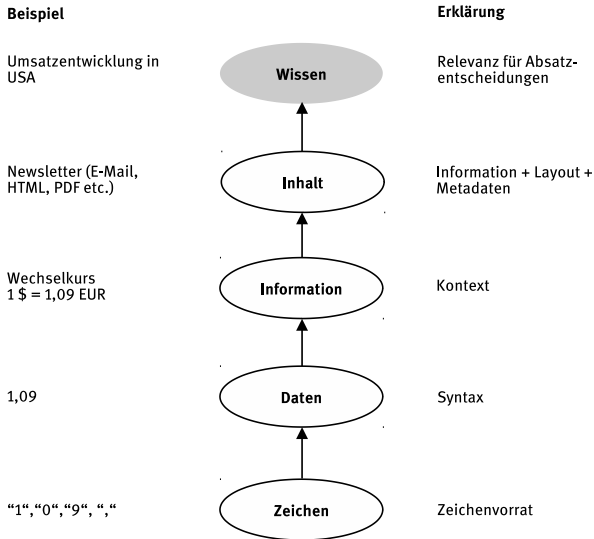 Beispiel
Erklärung
Umsatzentwicklung in
USA
Wissen
Relevanz für Absatz-
entscheidungen
Newsletter (E-Mail,
HTML, PDF etc.)
Inhalt
Information + Layout +
Metadaten
Wechselkurs
1 $ = 1,09 EUR
Information
Kontext
1,09
Daten
Syntax
“1“,“0“,“9“, “,“
Zeichen
Zeichenvorrat